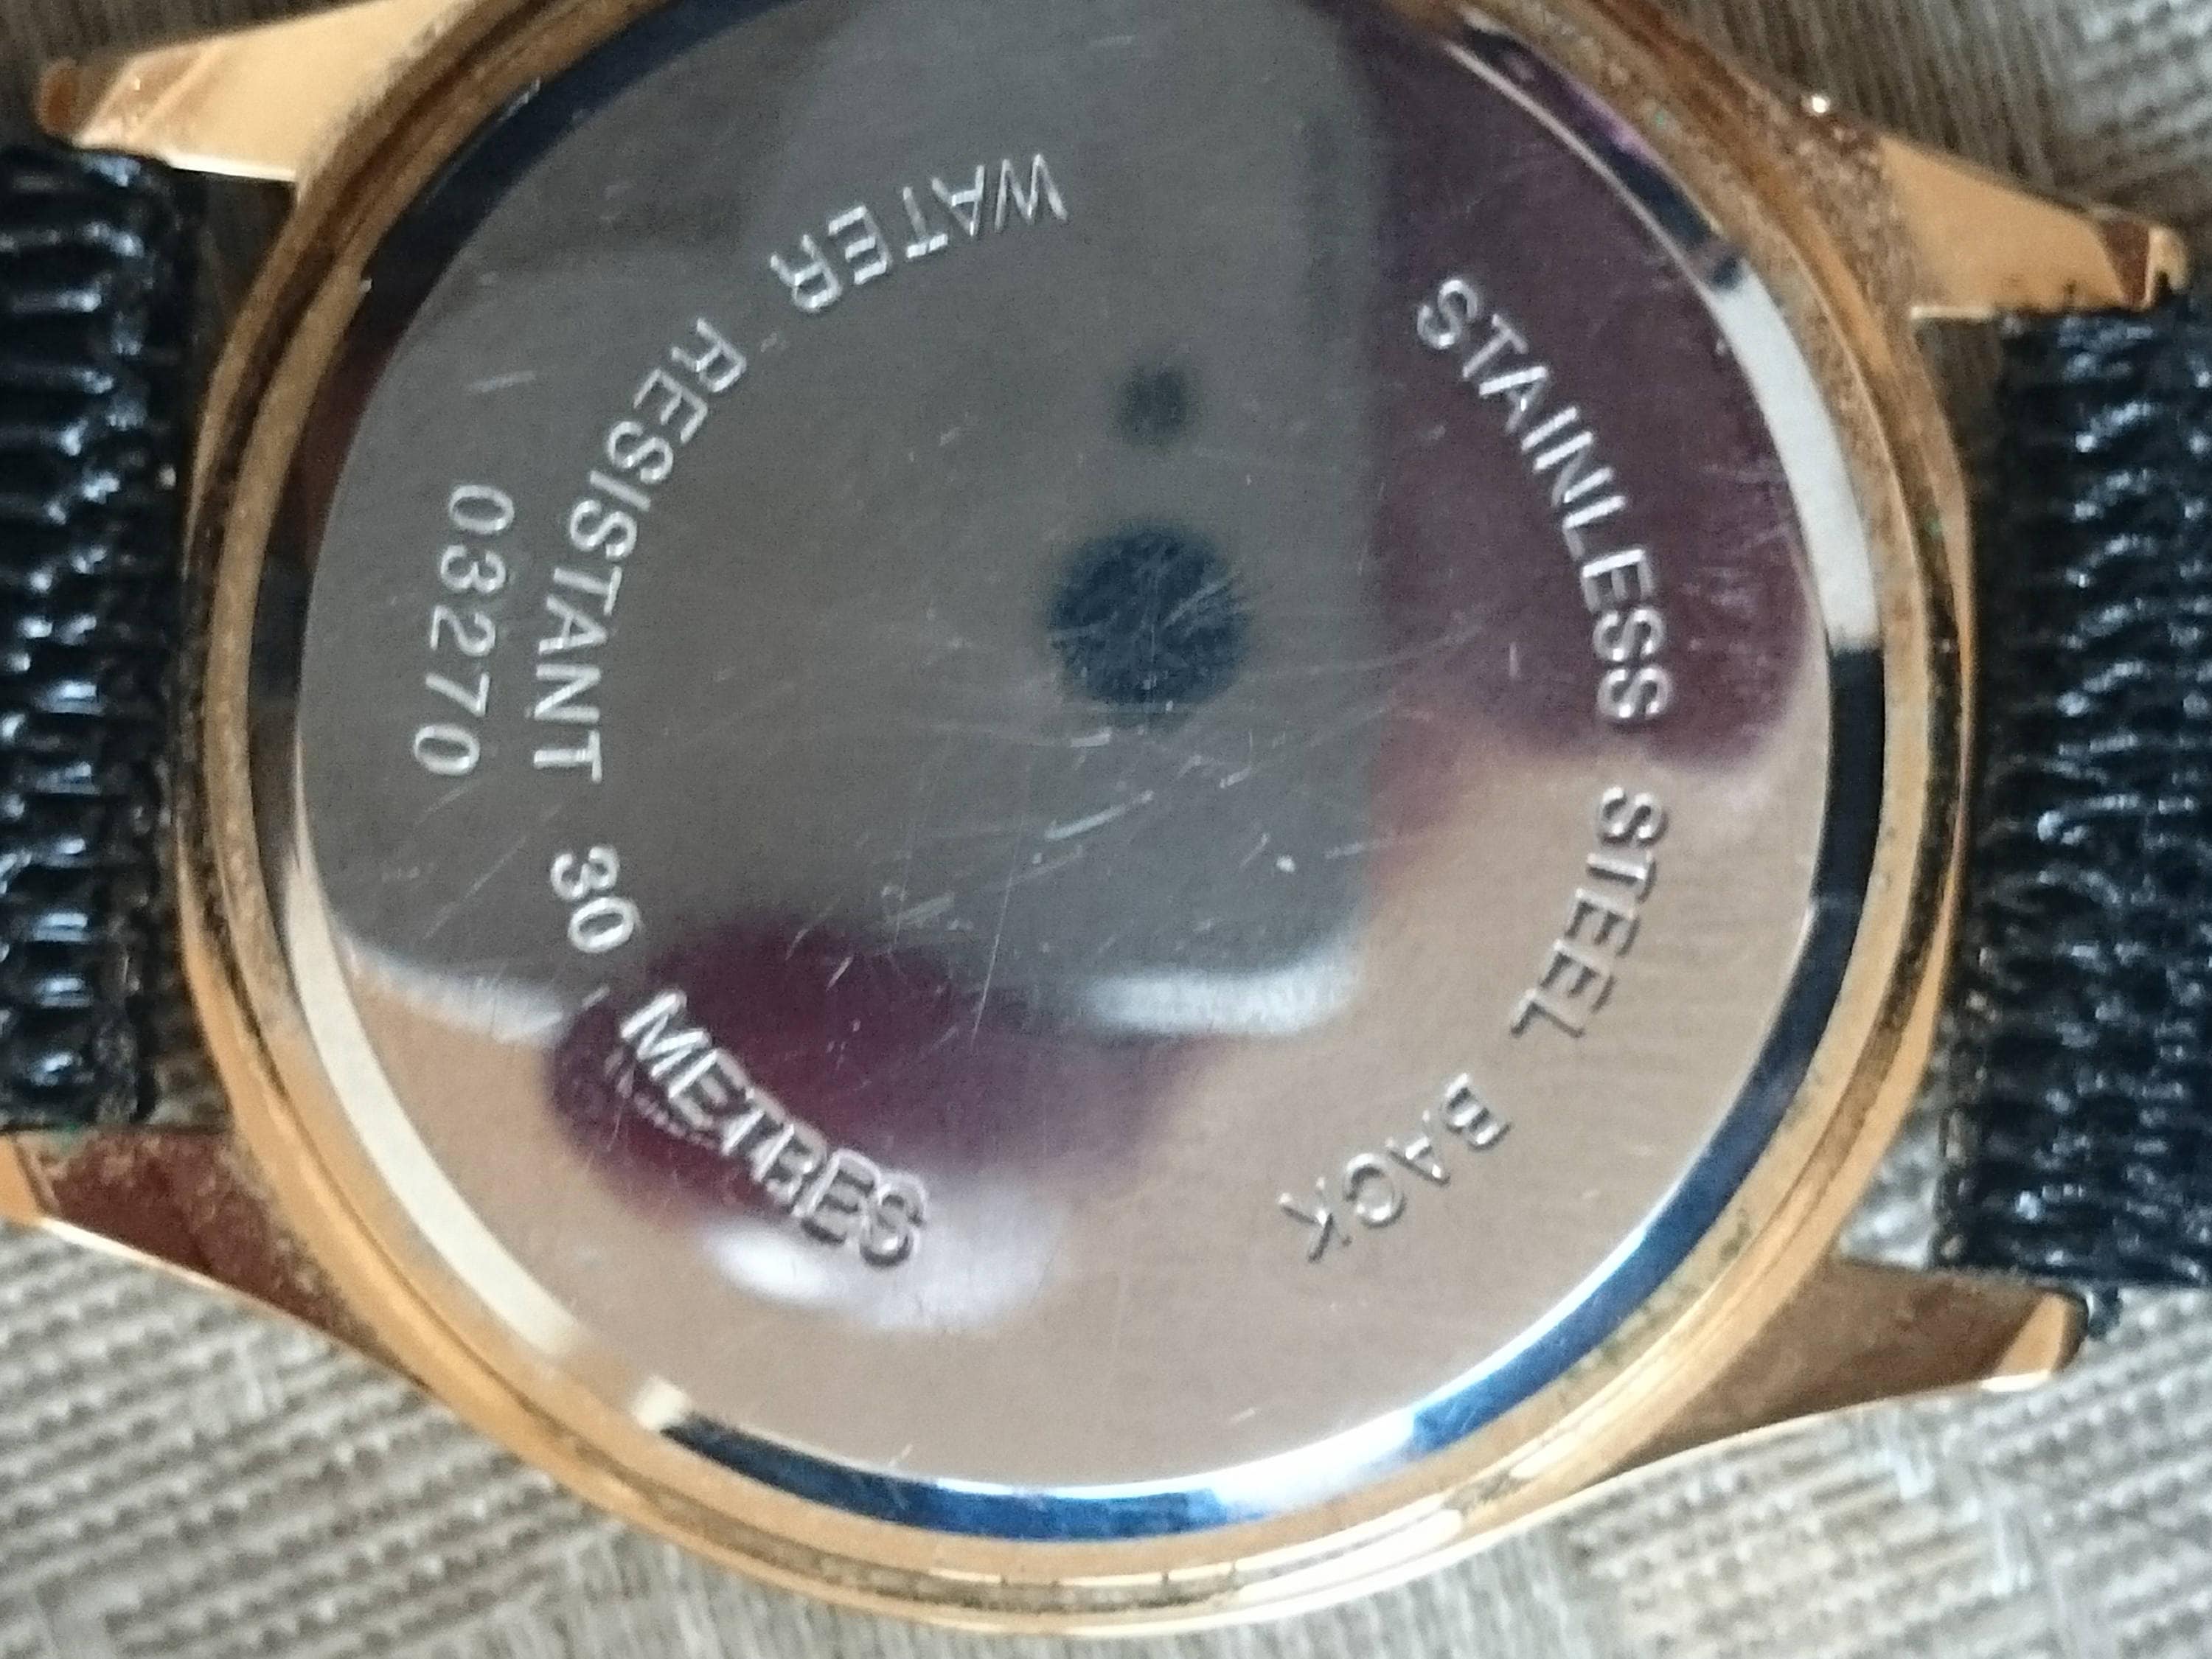 STAINLESS STEEL BACK
WATER RESISTANT 30 METRES
03270